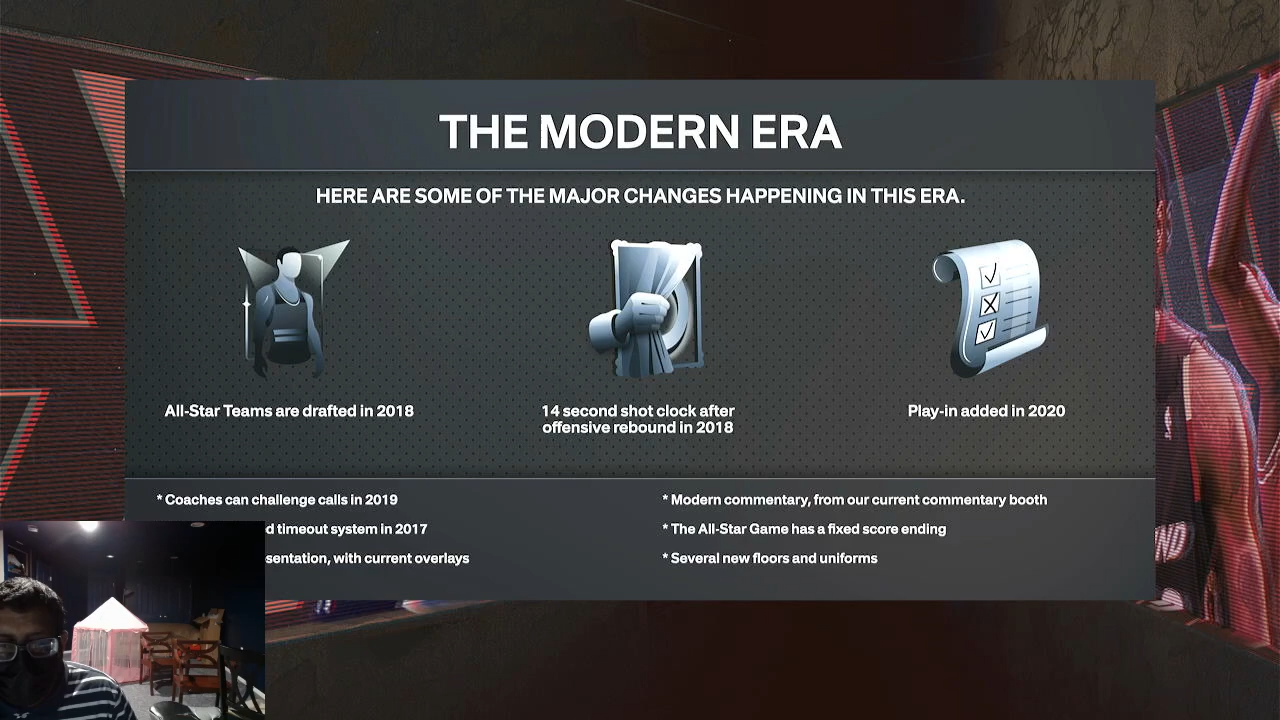 THE MODERN ERA
HERE ARE SOME OF THE MAJOR CHANGES HAPPENING IN THIS ERA.
All-Star Teams are drafted in 2018
14 second shot clock after
offensive rebound in 2018
Play-in added in 2020
* Coaches can challenge calls in 2019
timeout system in 2017
with current overlays
* Modern commentary, from our current commentary booth
* The All-Star Game has a fixed score ending
* Several new floors and uniforms